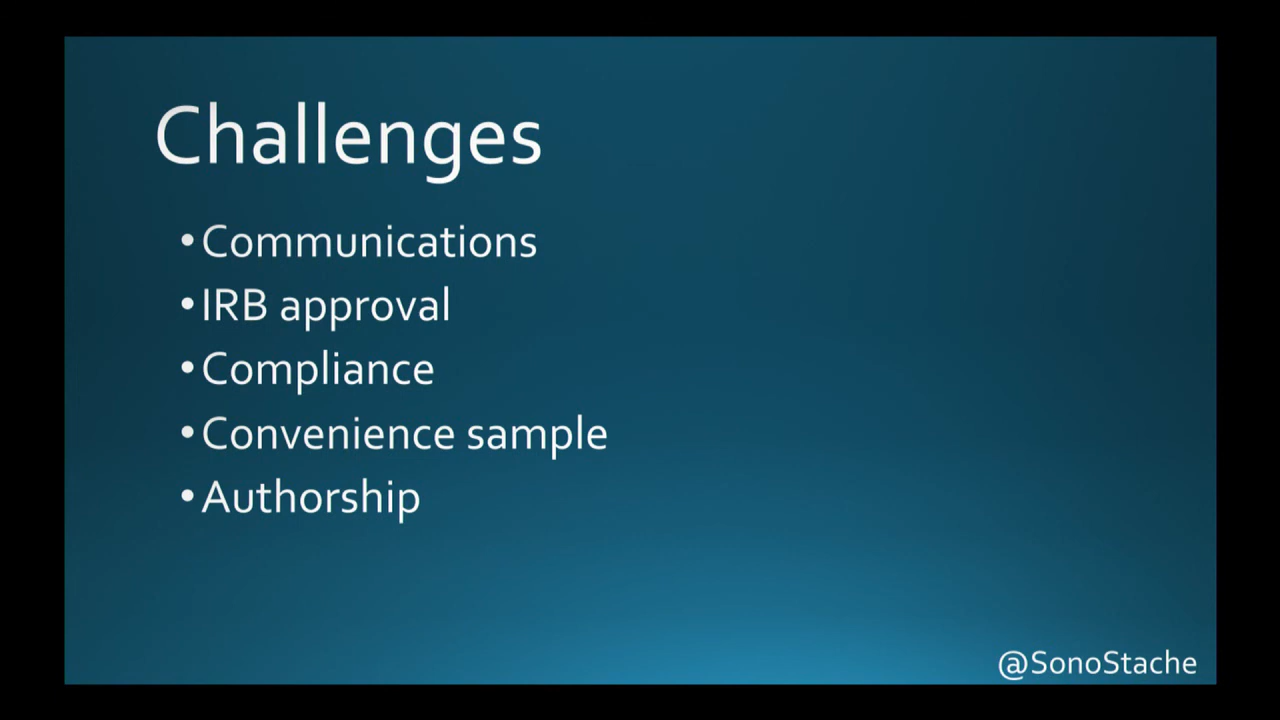 Challenges
•Communications
•IRB approval
•Compliance
•Convenience sample
•Authorship
@SonoStache